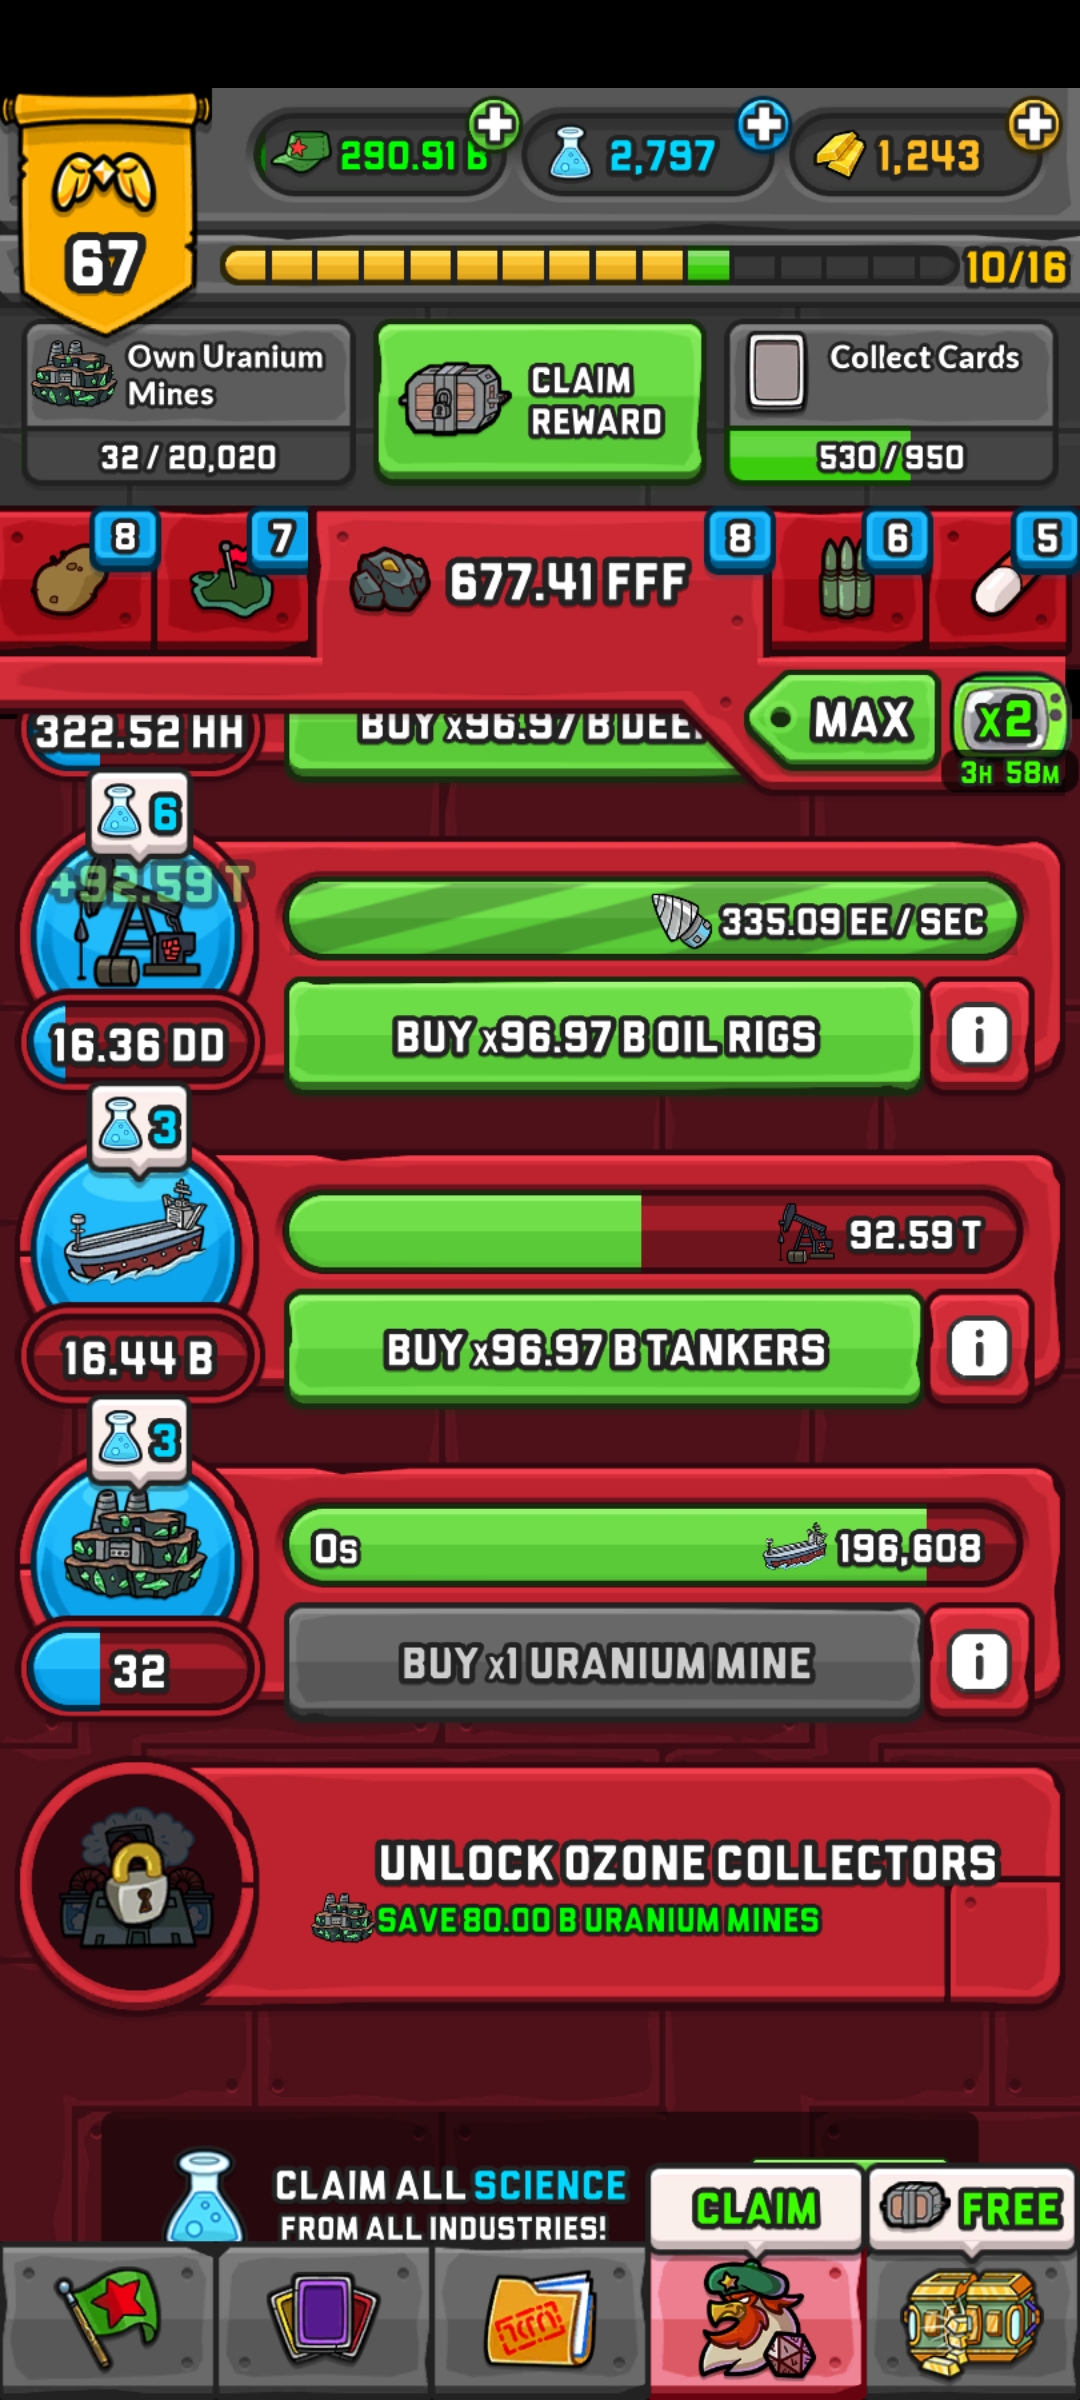 67
290.91 B
2,797
1,243
10/16
Own Uranium
Mines
32 / 20,020
CLAIM
REWARD
Collect Cards
530 / 950
8
7
677.41 FFF
8
6
5
322.52 HH
BUY x96.97 B
MAX
x2
3H 58M
6
+92.59 T
335.09 EE / SEC
16.36 DD
BUY x96.97 B OIL RIGS
i
3
92.59 T
16.44 B
BUY x96.97 B TANKERS
i
3
0s
196,608
32
BUY x1 URANIUM MINE
i
UNLOCK OZONE COLLECTORS
SAVE 80.00 B URANIUM MINES
CLAIM ALL SCIENCE
FROM ALL INDUSTRIES!
CLAIM
FREE